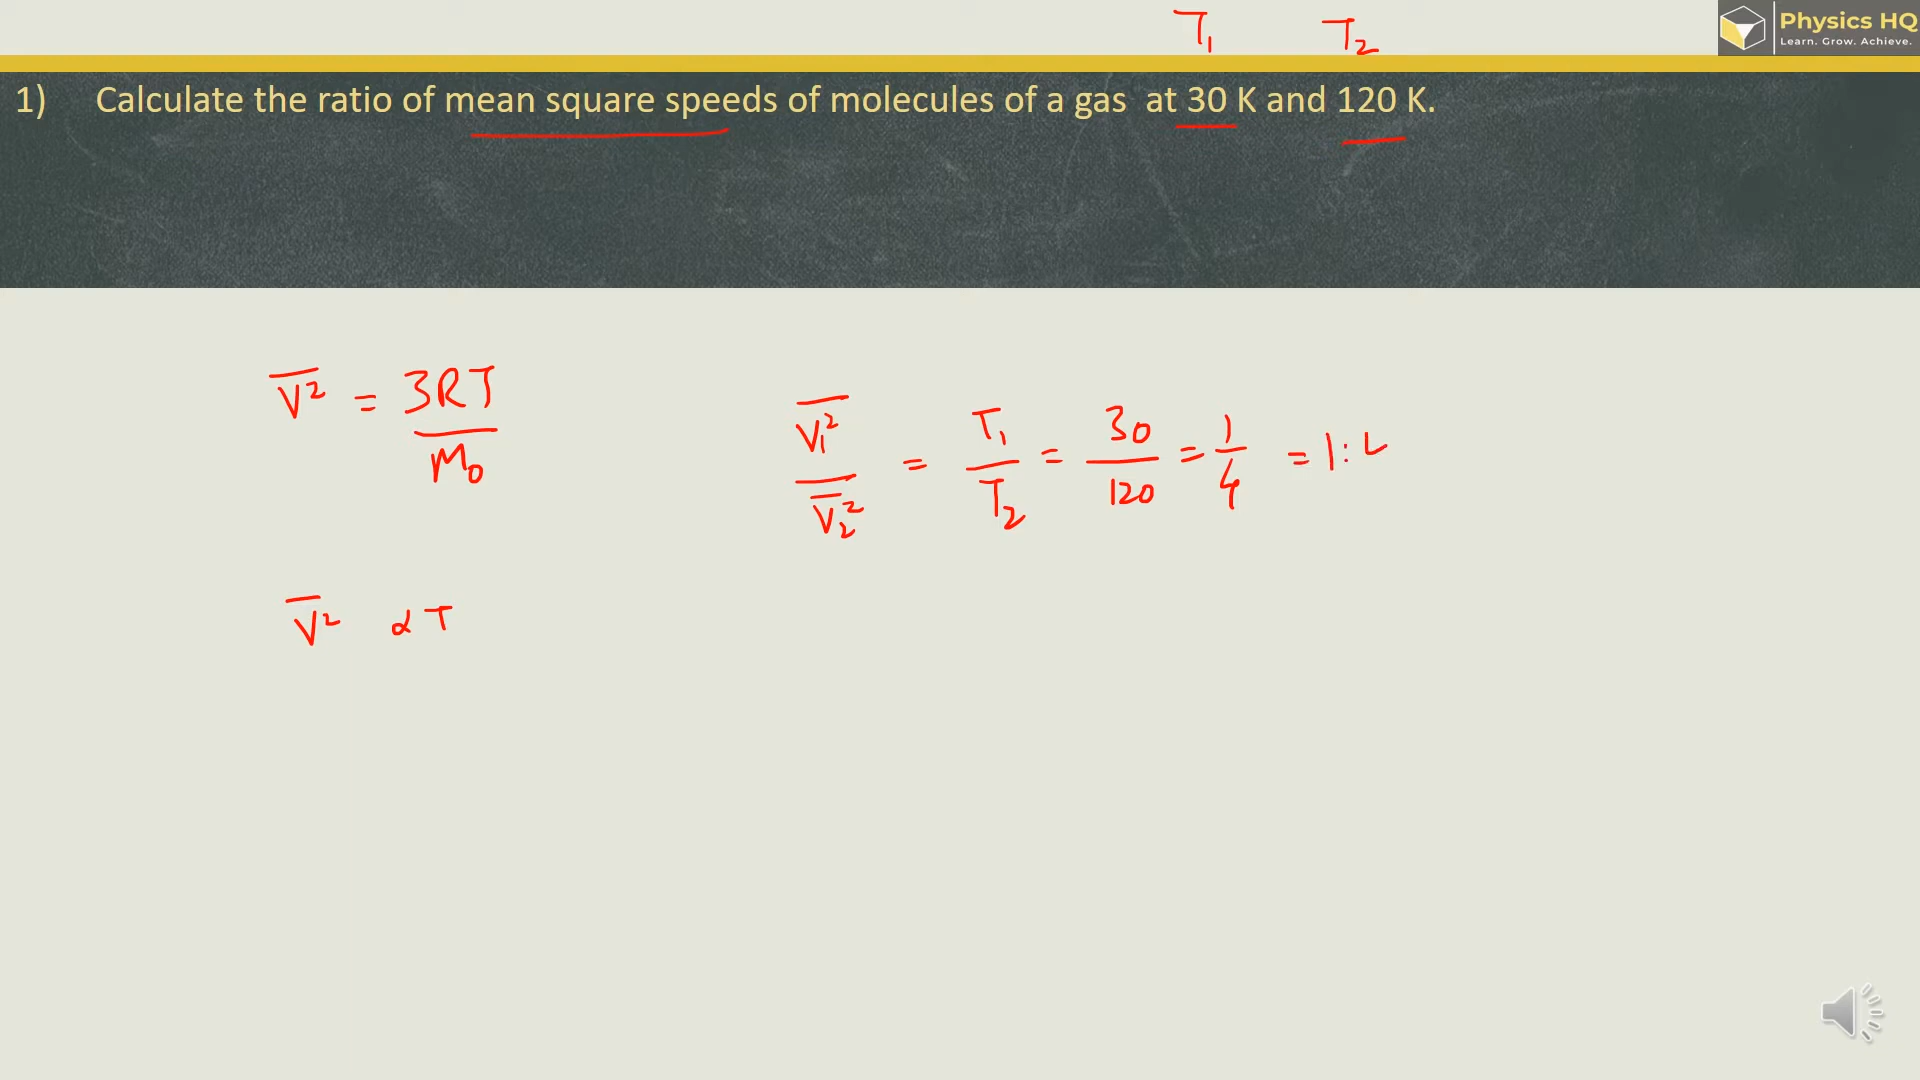 T₁ T₂
Physics HQ
Learn. Grow. Achieve.
1) Calculate the ratio of mean square speeds of molecules of a gas at 30 K and 120 K.
V̅² = 3RT / M₀
V̅₁² / V̅₂² = T₁ / T₂ = 30 / 120 = 1 / 4 = 1 :
V̅² α T